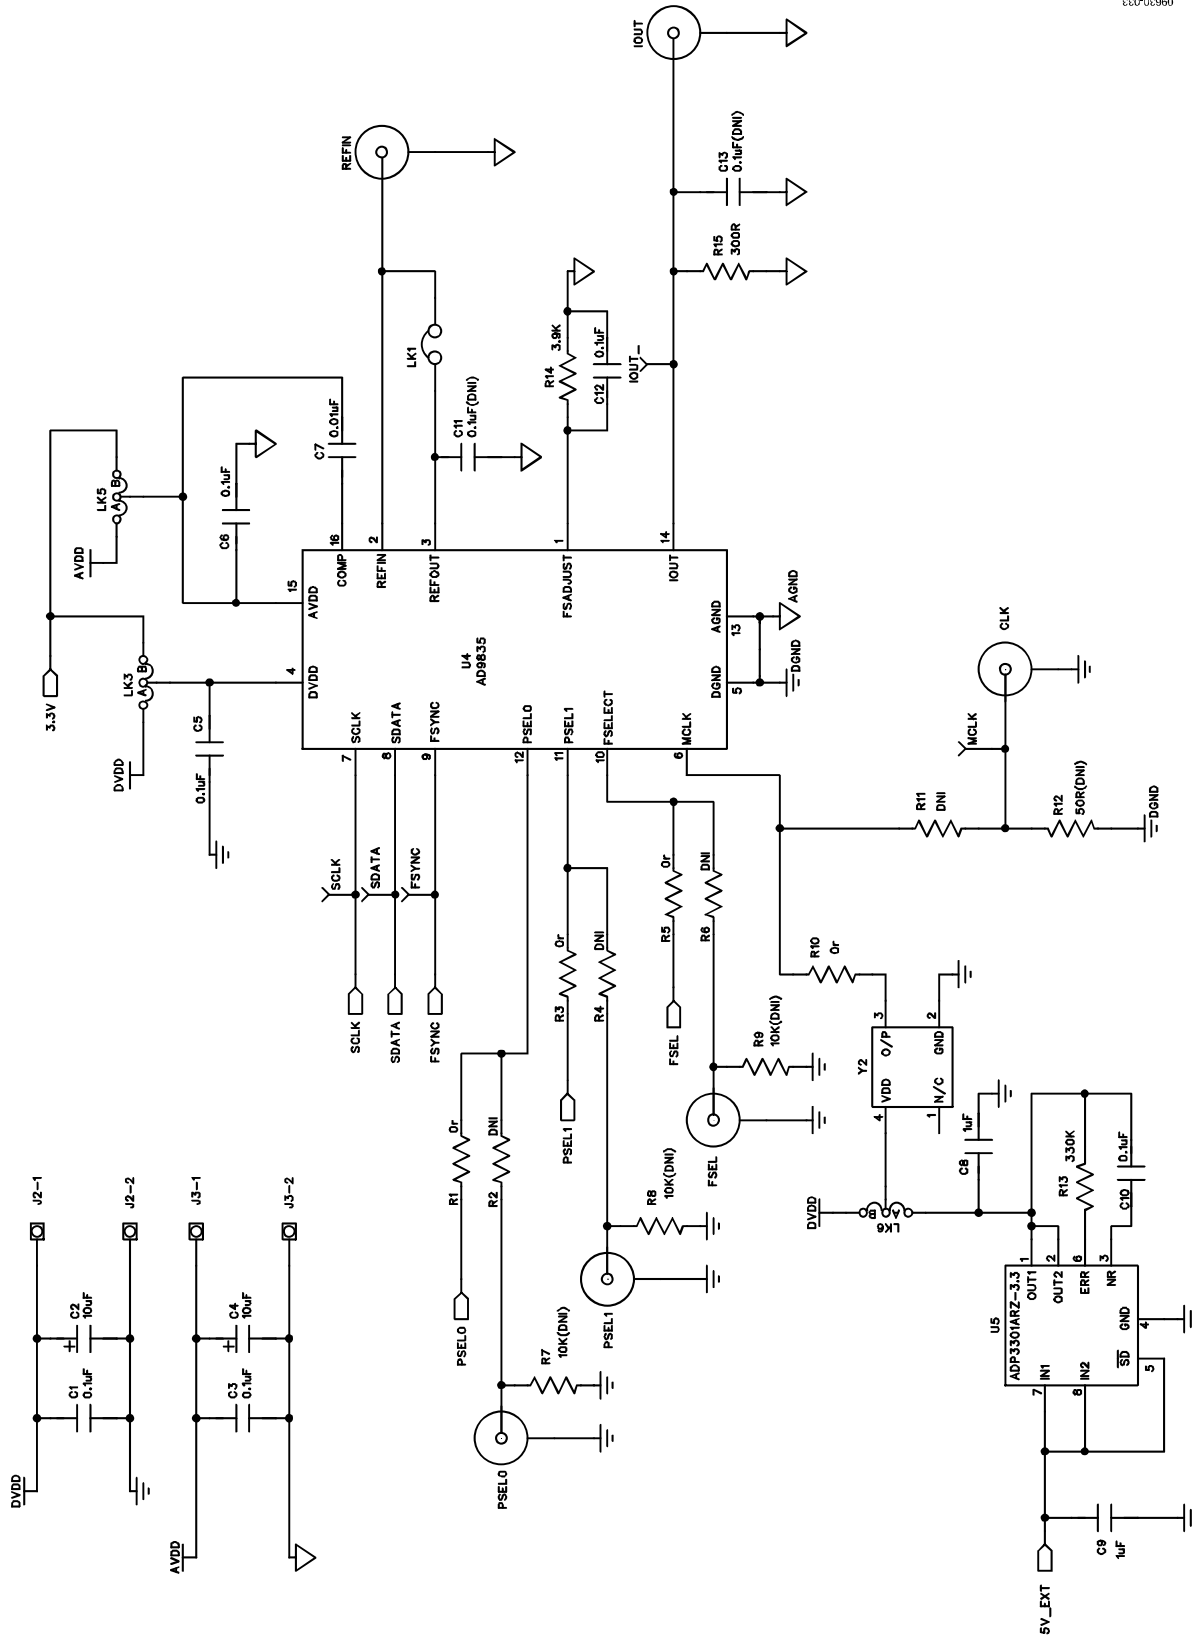 09630-033
IOUT
REFIN
C13
0.1uF(DNI)
R15
300R
LK1
R14
3.9K
C12
0.1uF
IOUT_
C11
0.1uF(DNI)
C7
0.01uF
C6
0.1uF
LK5
A
B
AVDD
3.3V
LK3
A
B
DVDD
C5
0.1uF
16
COMP
2
REFIN
3
REFOUT
1
FSADJUST
14
IOUT
15
AVDD
4
DVDD
U4
AD9835
AGND
13
AGND
DGND
5
DGND
7
SCLK
8
SDATA
9
FSYNC
12
PSEL0
11
PSEL1
10
FSELECT
6
MCLK
SCLK
SDATA
FSYNC
SCLK
SDATA
FSYNC
CLK
MCLK
R11
DNI
R12
50R(DNI)
DGND
R5
0r
R6
DNI
R3
0r
R4
DNI
R10
0r
FSEL
R9
10K(DNI)
FSEL
PSEL1
R1
0r
R2
DNI
R8
10K(DNI)
PSEL1
PSEL0
R7
10K(DNI)
PSEL0
Y2
3
O/P
2
GND
4
VDD
1
N/C
C8
1uF
DVDD
B
A
LK6
R13
330K
C10
0.1uF
U5
ADP3301ARZ-3.3
1
OUT1
2
OUT2
6
ERR
3
NR
GND
4
SD
5
7
IN1
8
IN2
C9
1uF
5V_EXT
J2-1
J2-2
J3-1
J3-2
C2
10uF
+
C1
0.1uF
DVDD
C4
10uF
+
C3
0.1uF
AVDD